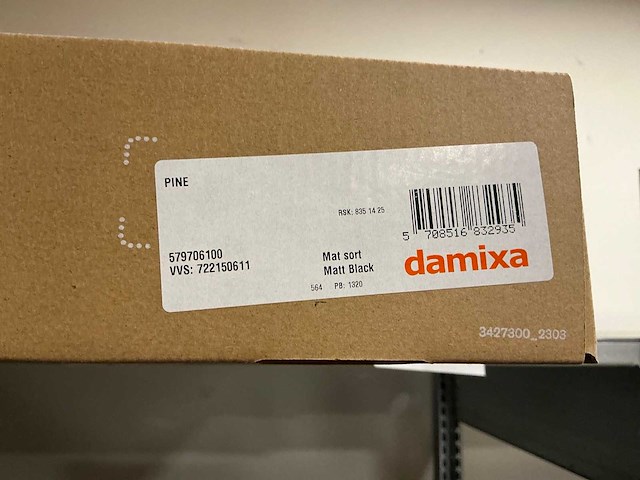 PINE
RSK: 835 14 25
5 708516 832935
579706100
VVS: 722150611
Mat sort
Matt Black
damixa
564 PB: 1320
3427300_2303